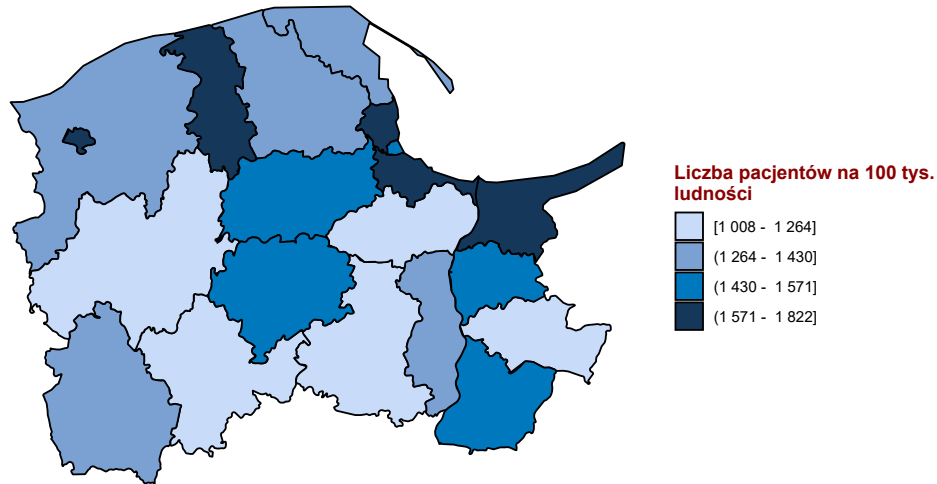 Liczba pacjentów na 100 tys.
ludności
[1 008 - 1 264]
(1 264 - 1 430]
(1 430 - 1 571]
(1 571 - 1 822]